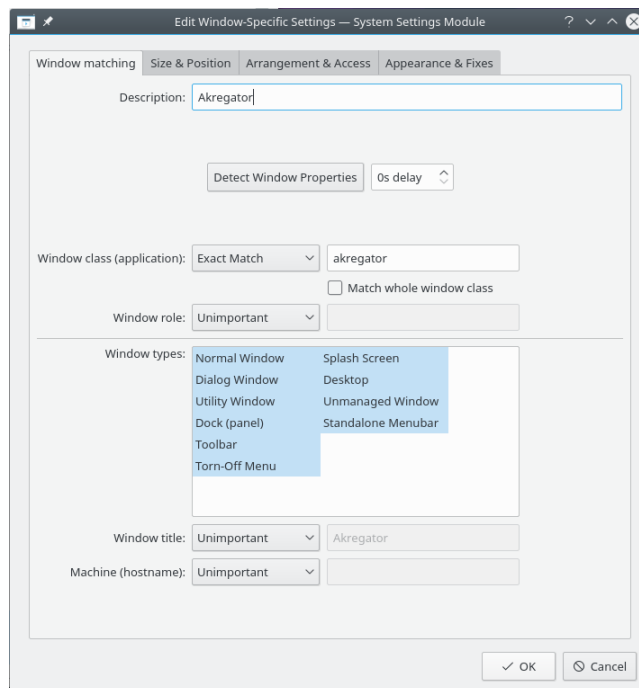 Edit Window-Specific Settings — System Settings Module
Window matching Size & Position Arrangement & Access Appearance & Fixes
Description: Akregator
Detect Window Properties 0s delay
Window class (application): Exact Match akregator
Match whole window class
Window role: Unimportant
Window types: Normal Window Splash Screen
Dialog Window Desktop
Utility Window Unmanaged Window
Dock (panel) Standalone Menubar
Toolbar
Torn-Off Menu
Window title: Unimportant Akregator
Machine (hostname): Unimportant
OK Cancel